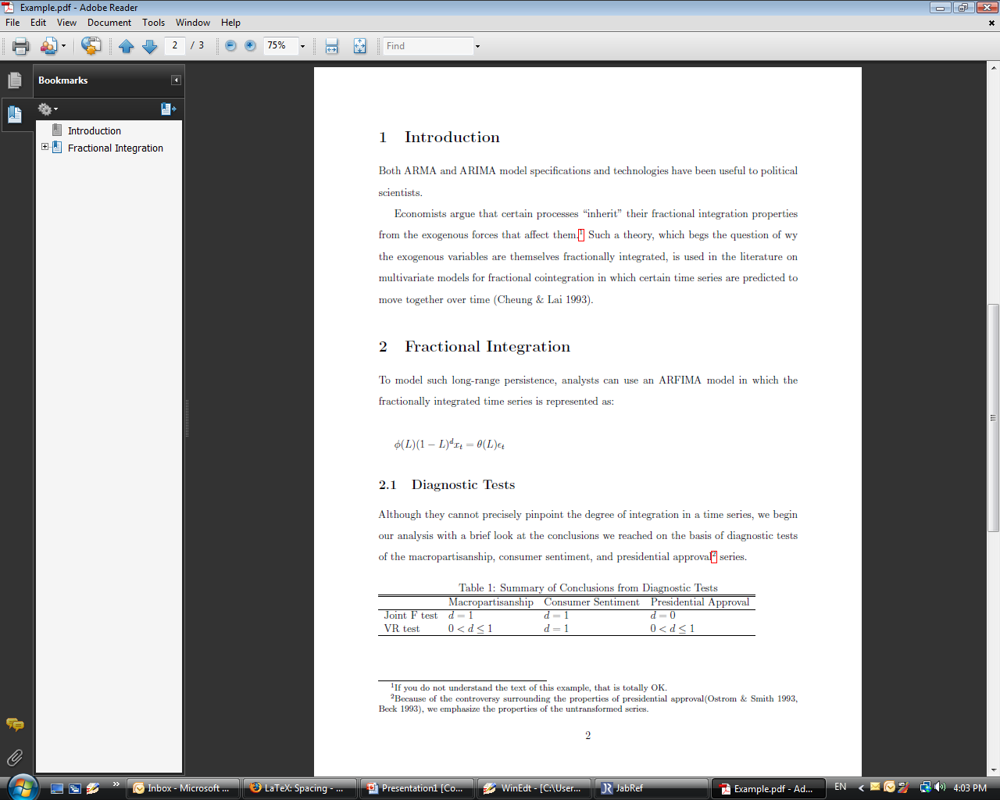 Example.pdf - Adobe Reader
File Edit View Document Tools Window Help
2 / 3 75% Find
Bookmarks
Introduction
Fractional Integration
1 Introduction
Both ARMA and ARIMA model specifications and technologies have been useful to political
scientists.
Economists argue that certain processes “inherit” their fractional integration properties
from the exogenous forces that affect them.1 Such a theory, which begs the question of wy
the exogenous variables are themselves fractionally integrated, is used in the literature on
multivariate models for fractional cointegration in which certain time series are predicted to
move together over time (Cheung & Lai 1993).
2 Fractional Integration
To model such long-range persistence, analysts can use an ARFIMA model in which the
fractionally integrated time series is represented as:
ϕ(L)(1 − L)^d x_t = θ(L)ϵ_t
2.1 Diagnostic Tests
Although they cannot precisely pinpoint the degree of integration in a time series, we begin
our analysis with a brief look at the conclusions we reached on the basis of diagnostic tests
of the macropartisanship, consumer sentiment, and presidential approval2 series.
Table 1: Summary of Conclusions from Diagnostic Tests
Macropartisanship Consumer Sentiment Presidential Approval
Joint F test d = 1 d = 1 d = 0
VR test 0 < d ≤ 1 d = 1 0 < d ≤ 1
1If you do not understand the text of this example, that is totally OK.
2Because of the controversy surrounding the properties of presidential approval(Ostrom & Smith 1993,
Beck 1993), we emphasize the properties of the untransformed series.
2
Inbox - Microsoft ... LaTeX: Spacing - ... Presentation1 [Co... WinEdt - [C:\User... JabRef Example.pdf - Ad... EN 4:03 PM